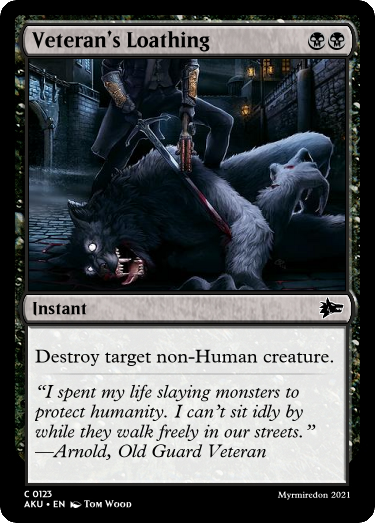 Veteran's Loathing
Instant
Destroy target non-Human creature.
“I spent my life slaying monsters to
protect humanity. I can't sit idly by
while they walk freely in our streets.”
—Arnold, Old Guard Veteran
C 0123
AKU • EN Tom Wood
Myrmiredon 2021